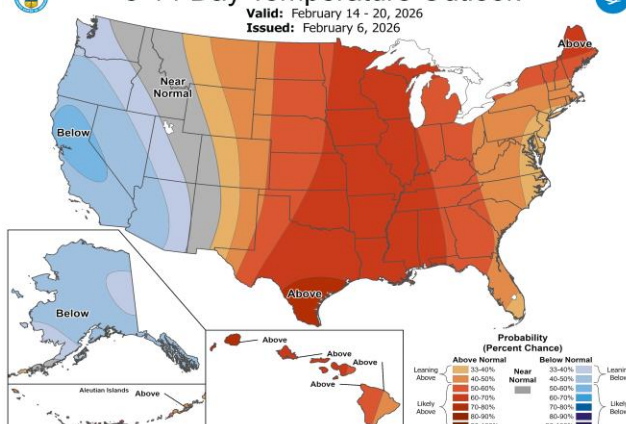 Valid: February 14 - 20, 2026
Issued: February 6, 2026
Above
Near
Normal
Below
Above
Below
Aleutian Islands
Above
Above
Above
Above
Above
Probability
(Percent Chance)
Above Normal
Below Normal
Leaning
Above
33-40%
40-50%
50-60%
60-70%
70-80%
80-90%
Likely
Above
Near
Normal
33-40%
40-50%
50-60%
60-70%
70-80%
80-90%